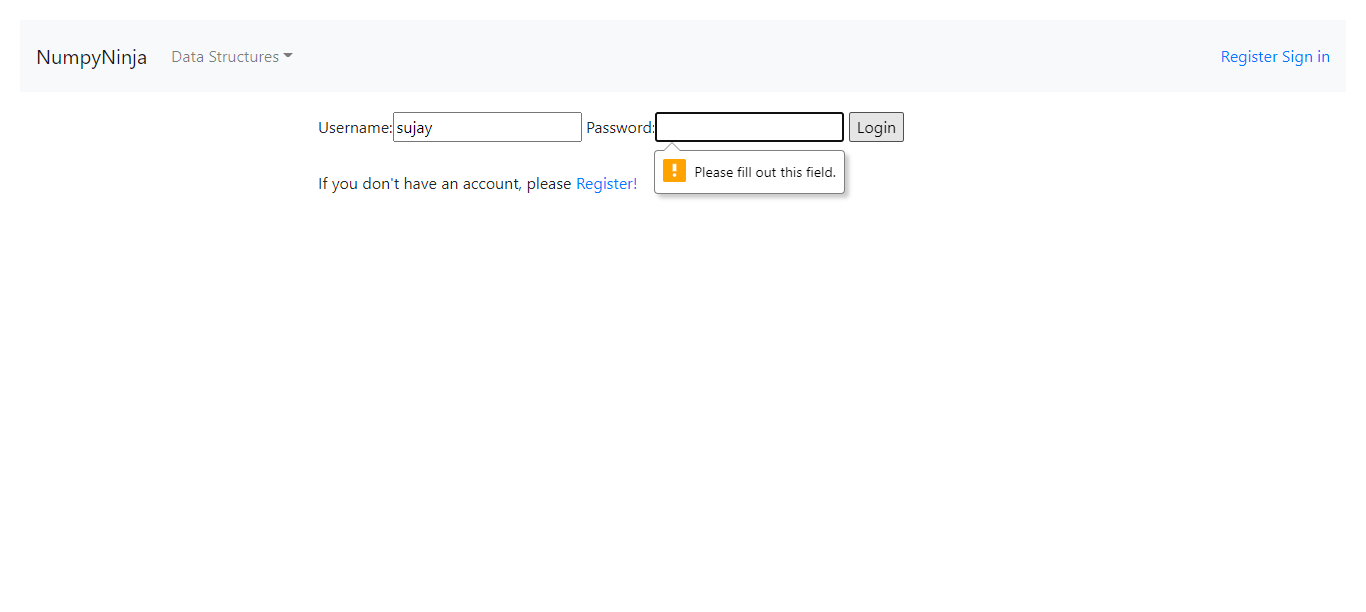 NumpyNinja Data Structures Register Sign in
Username: sujay Password: Login
Please fill out this field.
If you don't have an account, please Register!